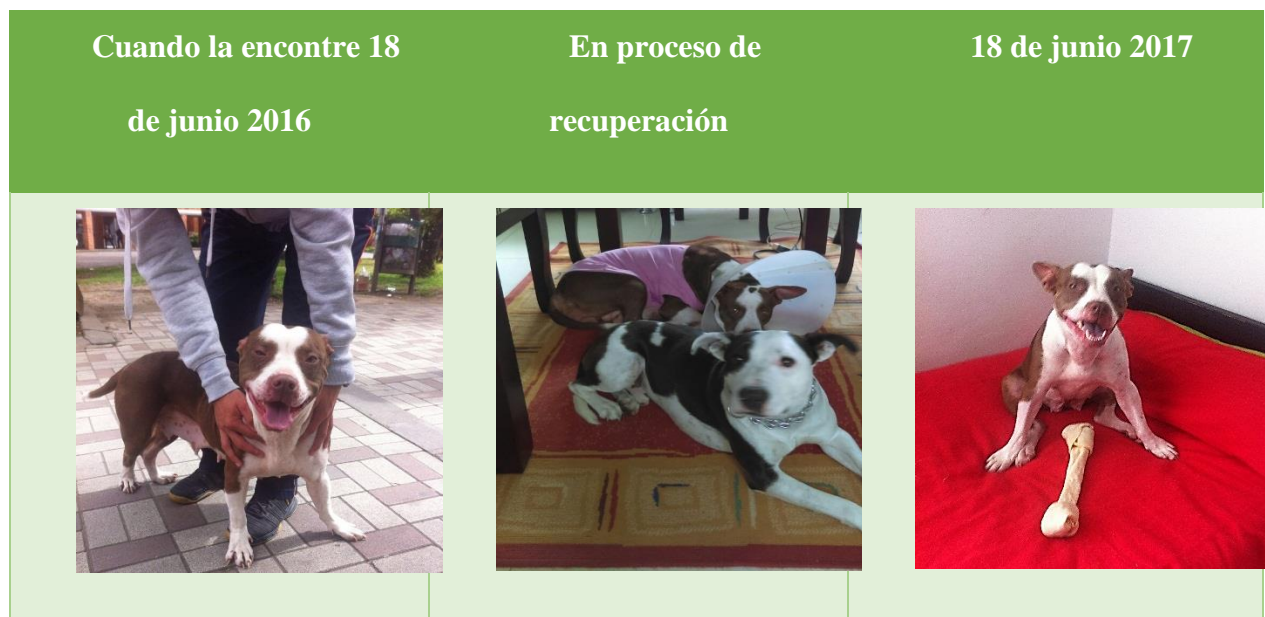 Cuando la encontre 18
de junio 2016
En proceso de
recuperación
18 de junio 2017